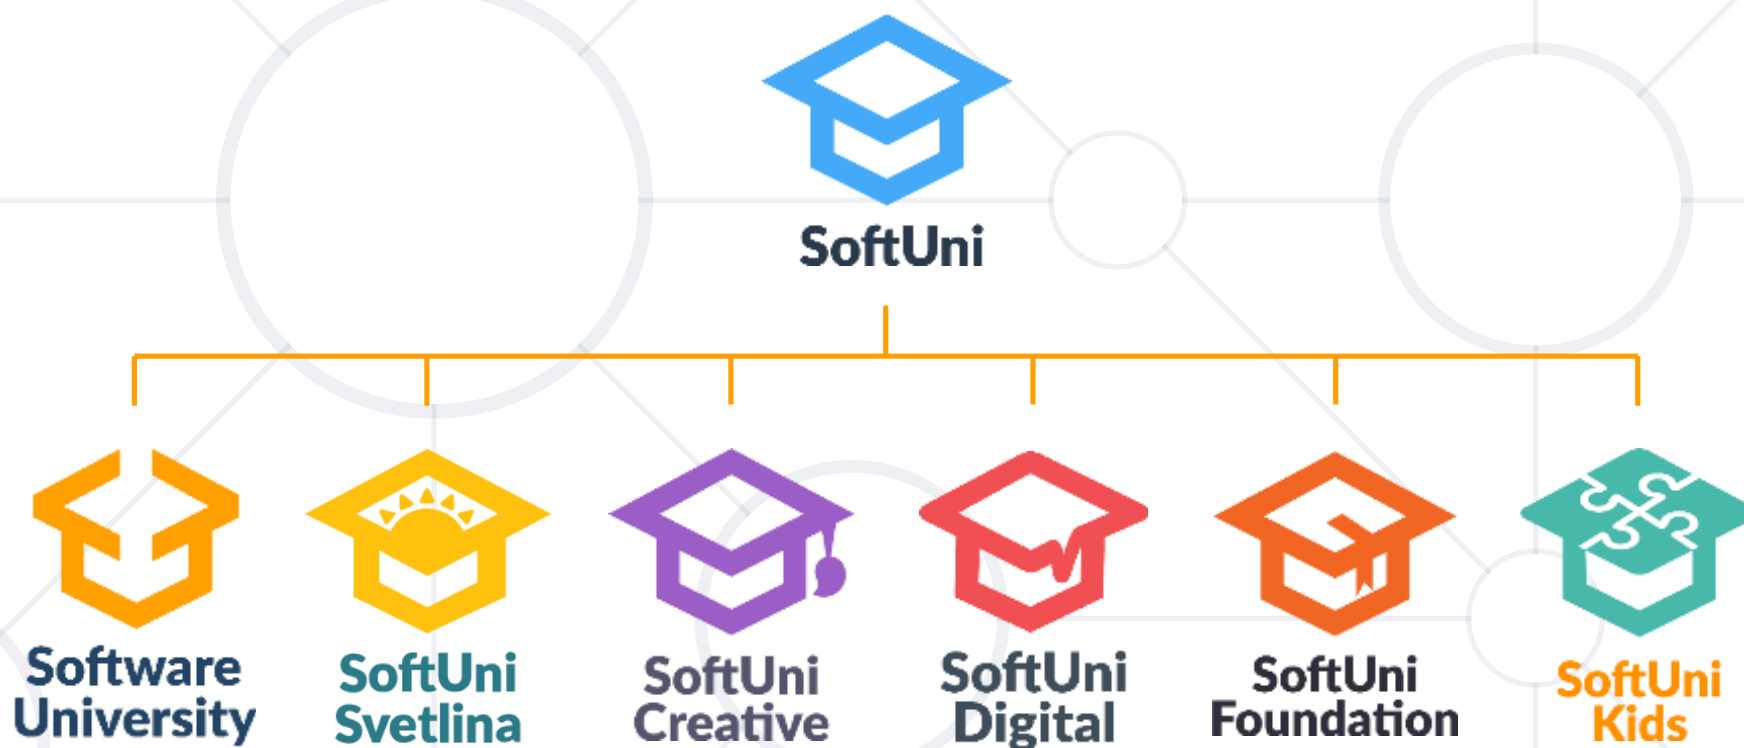 SoftUni
Software
University
SoftUni
Svetlina
SoftUni
Creative
SoftUni
Digital
SoftUni
Foundation
SoftUni
Kids